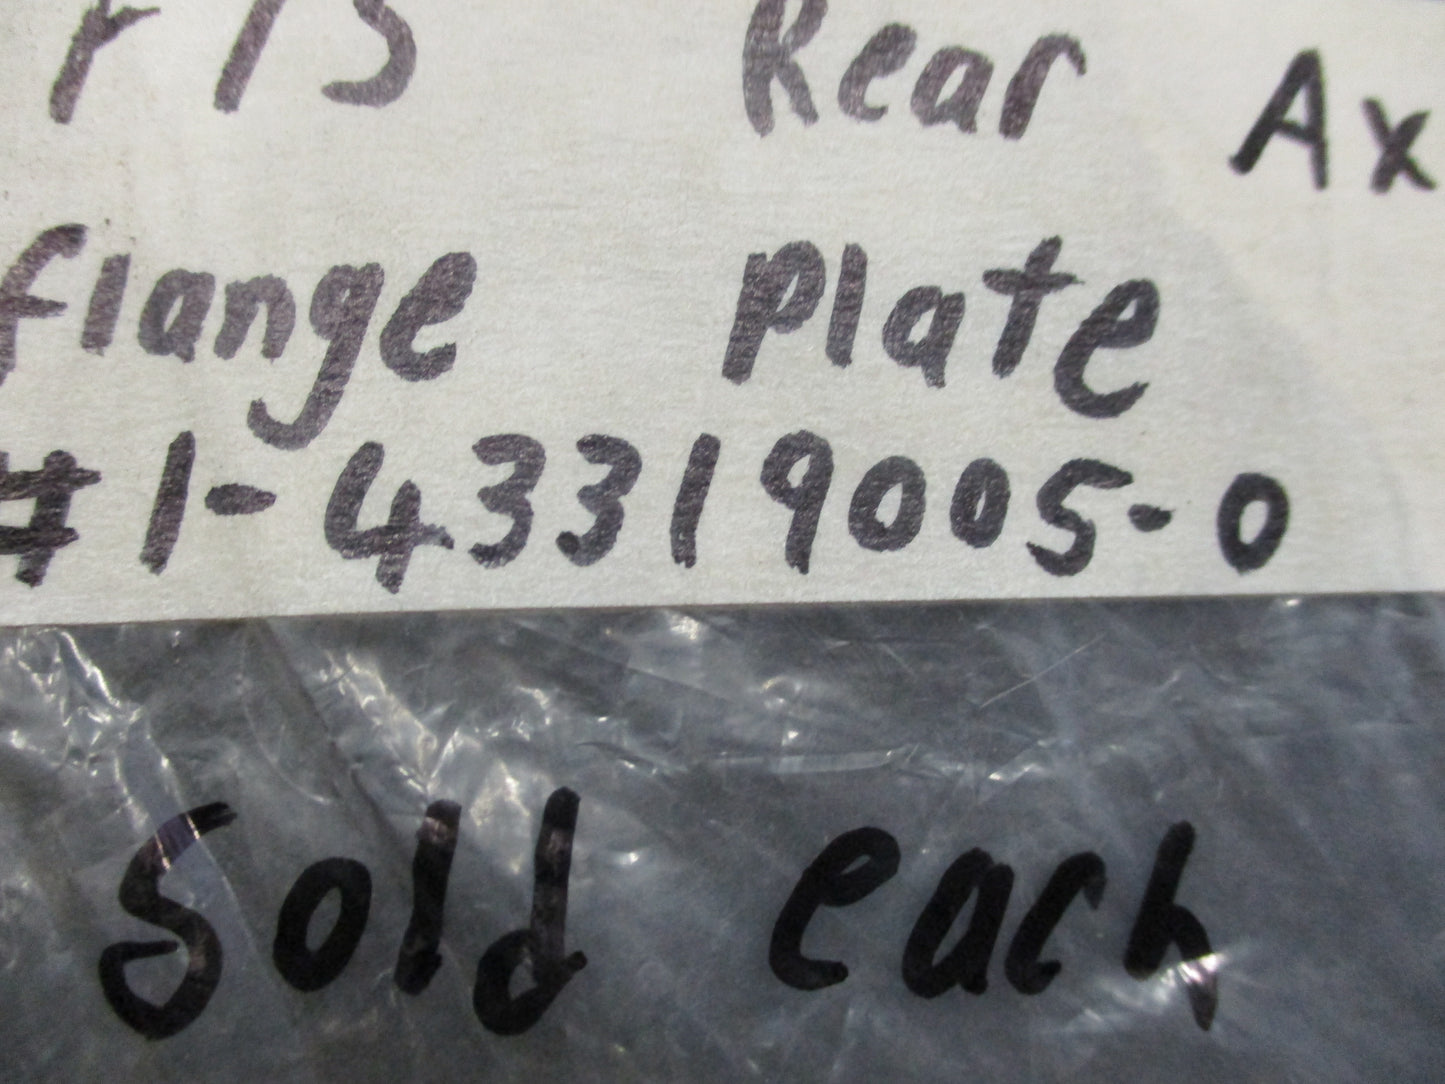 r/s Rear Ax
flange plate
#1-43319005-0
Sold each